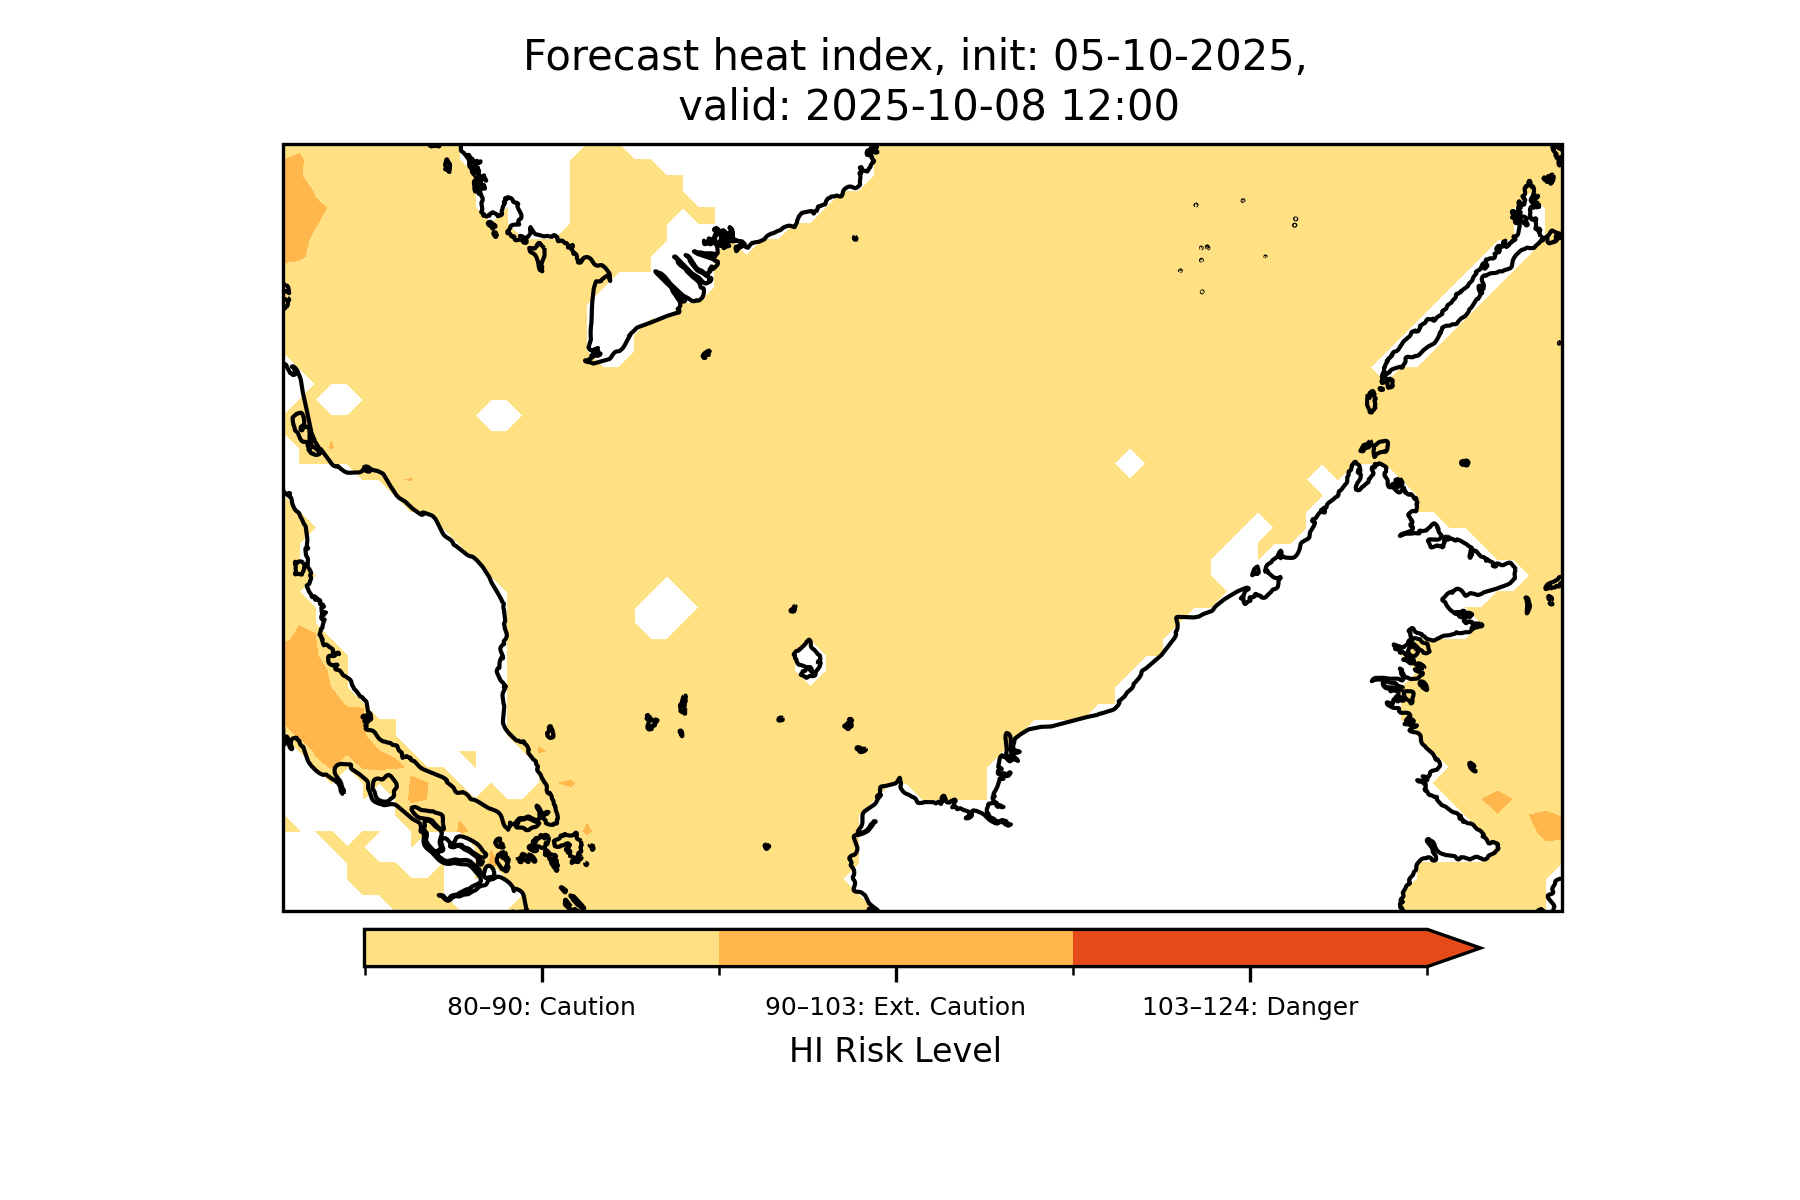 Forecast heat index, init: 05-10-2025,
valid: 2025-10-08 12:00
80–90: Caution
90–103: Ext. Caution
103–124: Danger
HI Risk Level